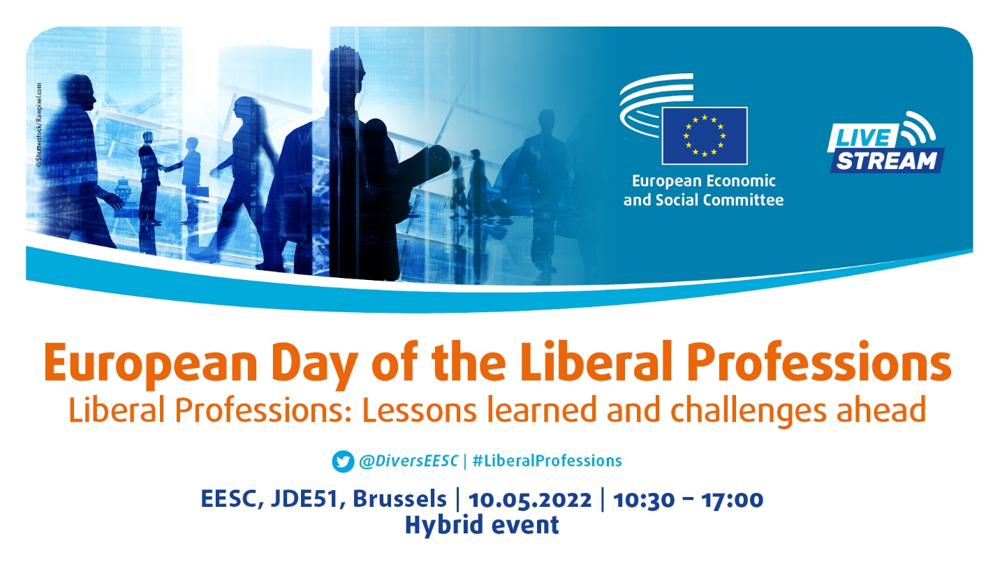 © Shutterstock/ Rawpixel.com
European Economic
and Social Committee
LIVE
STREAM
European Day of the Liberal Professions
Liberal Professions: Lessons learned and challenges ahead
@DiversEESC | #LiberalProfessions
EESC, JDE51, Brussels | 10.05.2022 | 10:30 – 17:00
Hybrid event